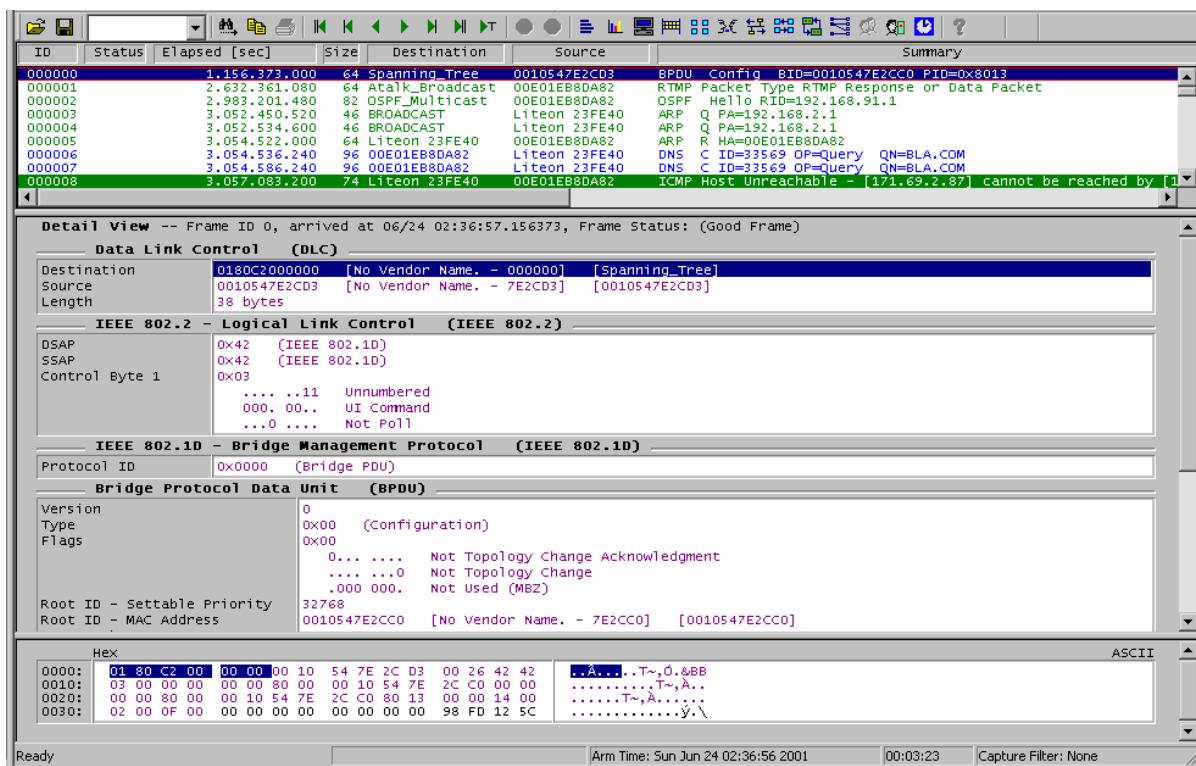 ID Status Elapsed [sec] Size Destination Source Summary
000000 1.156.373.000 64 Spanning_Tree 0010547E2CD3 BPDU Config BID=0010547E2CC0 PID=0x8013
000001 2.632.361.080 64 Atalk_Broadcast 00E01EB8DA82 RTMP Packet Type RTMP Response or Data Packet
000002 2.983.201.480 82 OSPF_Multicast 00E01EB8DA82 OSPF Hello RID=192.168.91.1
000003 3.052.450.520 46 BROADCAST Liteon 23FE40 ARP Q PA=192.168.2.1
000004 3.052.534.600 46 BROADCAST Liteon 23FE40 ARP Q PA=192.168.2.1
000005 3.054.522.000 64 Liteon 23FE40 00E01EB8DA82 ARP R HA=00E01EB8DA82
000006 3.054.536.240 96 00E01EB8DA82 Liteon 23FE40 DNS C ID=33569 OP=Query QN=BLA.COM
000007 3.054.586.240 96 00E01EB8DA82 Liteon 23FE40 DNS C ID=33569 OP=Query QN=BLA.COM
000008 3.057.083.200 74 Liteon 23FE40 00E01EB8DA82 ICMP Host Unreachable - [171.69.2.87] cannot be reached by [1
Detail View -- Frame ID 0, arrived at 06/24 02:36:57.156373, Frame Status: (Good Frame)
Data Link Control (DLC)
Destination 0180C2000000 [No Vendor Name. - 000000] [Spanning_Tree]
Source 0010547E2CD3 [No Vendor Name. - 7E2CD3] [0010547E2CD3]
Length 38 bytes
IEEE 802.2 - Logical Link Control (IEEE 802.2)
DSAP 0x42 (IEEE 802.1D)
SSAP 0x42 (IEEE 802.1D)
Control Byte 1 0x03
.... ..11 Unnumbered
000. 00.. UI Command
...0 .... Not Poll
IEEE 802.1D - Bridge Management Protocol (IEEE 802.1D)
Protocol ID 0x0000 (Bridge PDU)
Bridge Protocol Data Unit (BPDU)
Version 0
Type 0x00 (Configuration)
Flags 0x00
0... .... Not Topology Change Acknowledgment
.... ...0 Not Topology Change
.000 000. Not Used (MBZ)
Root ID - Settable Priority 32768
Root ID - MAC Address 0010547E2CC0 [No Vendor Name. - 7E2CC0] [0010547E2CC0]
Hex ASCII
0000: 01 80 C2 00 00 00 00 10 54 7E 2C D3 00 26 42 42 ..Â.....T~,Ó.&BB
0010: 03 00 00 00 00 00 80 00 00 10 54 7E 2C C0 00 00 ..........T~,À..
0020: 00 00 80 00 00 10 54 7E 2C C0 80 13 00 00 14 00 ......T~,À......
0030: 02 00 0F 00 00 00 00 00 00 00 00 00 98 FD 12 5C .............ý.\
Ready Arm Time: Sun Jun 24 02:36:56 2001 00:03:23 Capture Filter: None